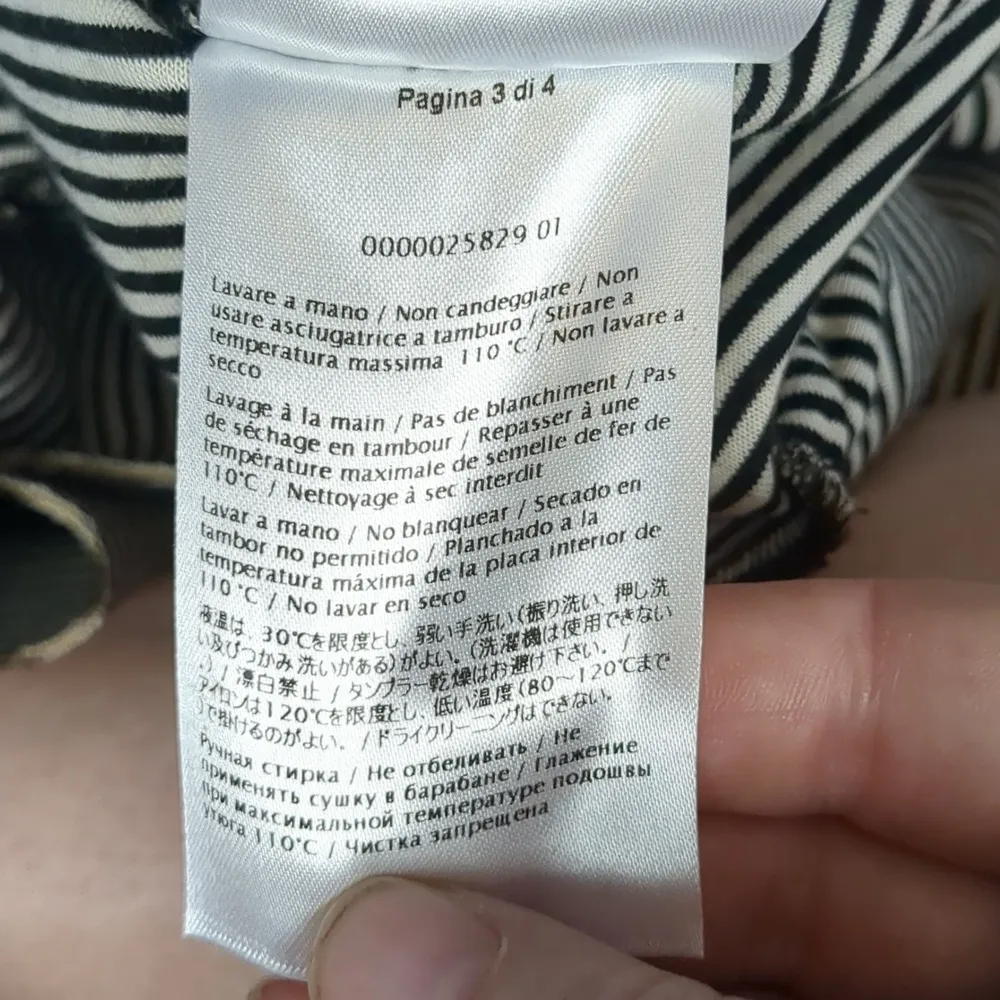 Pagina 3 di 4
0000025829 01
Lavare a mano / Non candeggiare / Non
usare asciugatrice a tamburo / Stirare a
temperatura massima 110 °C / Non lavare a
secco
Lavage à la main / Pas de blanchiment / Pas
de séchage en tambour / Repasser à une
température maximale de semelle de fer de
110°C / Nettoyage à sec interdit
Lavar a mano / No blanquear / Secado en
tambor no permitido / Planchado a la
temperatura máxima de la placa interior de
110 °C / No lavar en seco
液温は、30℃を限度とし、弱い手洗い(振り洗い、押し洗
い及びつかみ洗いがある)がよい。(洗濯機は使用できない
。) / 漂白禁止 / タンブラー乾燥はお避け下さい。 /
アイロンは120℃を限度とし、低い温度(80～120℃まで
)で掛けるのがよい。 / ドライクリーニングはできない。
Ручная стирка / Не отбеливать / Не
применять сушку в барабане / Глажение
при максимальной температуре подошвы
утюга 110°C / Чистка запрещена